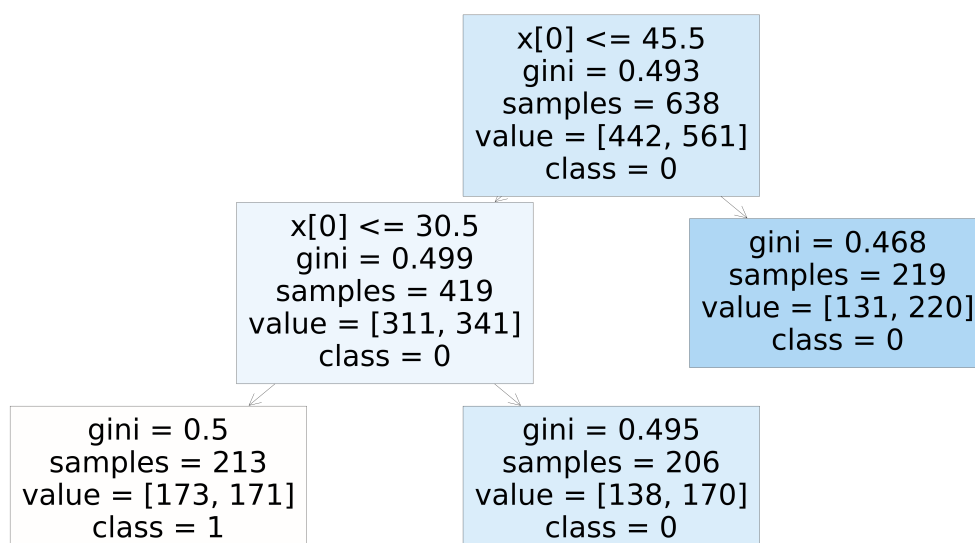 x[0] <= 45.5
gini = 0.493
samples = 638
value = [442, 561]
class = 0
x[0] <= 30.5
gini = 0.499
samples = 419
value = [311, 341]
class = 0
gini = 0.468
samples = 219
value = [131, 220]
class = 0
gini = 0.5
samples = 213
value = [173, 171]
class = 1
gini = 0.495
samples = 206
value = [138, 170]
class = 0